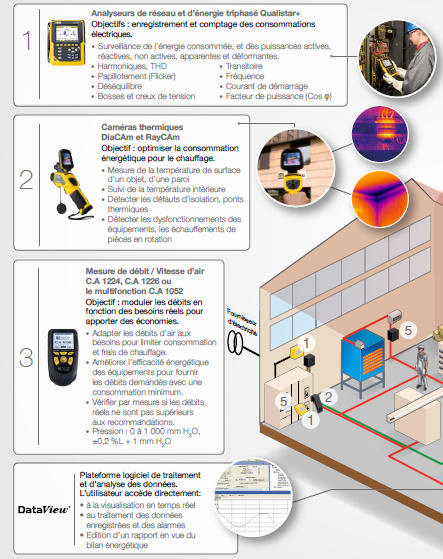 1
Analyseurs de réseau et d'énergie triphasé Qualistar+
Objectifs : enregistrement et comptage des consommations
électriques.
• Surveillance de l'énergie consommée, et des puissances actives,
réactives, non actives, apparentes et déformantes.
• Harmoniques, THD
• Papillotement (Flicker)
• Déséquilibre
• Bosses et creux de tension
• Transitoire
• Fréquence
• Courant de démarrage
• Facteur de puissance (Cos φ)
2
Caméras thermiques
DiaCAm et RayCAm
Objectif : optimiser la consommation
énergétique pour le chauffage.
• Mesure de la température de surface
d'un objet, d'une paroi
• Suivi de la température intérieure
• Détecter les défauts d'isolation, ponts
thermiques
• Détecter les dysfonctionnements des
équipements, les échauffements de
pièces en rotation
3
Mesure de débit / Vitesse d'air
C.A 1224, C.A 1226 ou
le multifonction C.A 1052
Objectif : moduler les débits en
fonction des besoins réels pour
apporter des économies.
• Adapter les débits d'air aux
besoins pour limiter consommation
et frais de chauffage.
• Améliorer l'efficacité énergétique
des équipements pour fournir
les débits demandés avec une
consommation minimum.
• Vérifier par mesure si les débits
réels ne sont pas supérieurs
aux recommandations.
• Pression : 0 à 1 000 mm H2O,
±0,2 %L + 1 mm H2O
Fournisseur
d'électricité
1
5
5
2
1
DataView®
Plateforme logiciel de traitement
et d'analyse des données.
L'utilisateur accède directement:
• à la visualisation en temps réel
• au traitement des données
enregistrées et des alarmes
• Edition d'un rapport en vue du
bilan énergétique